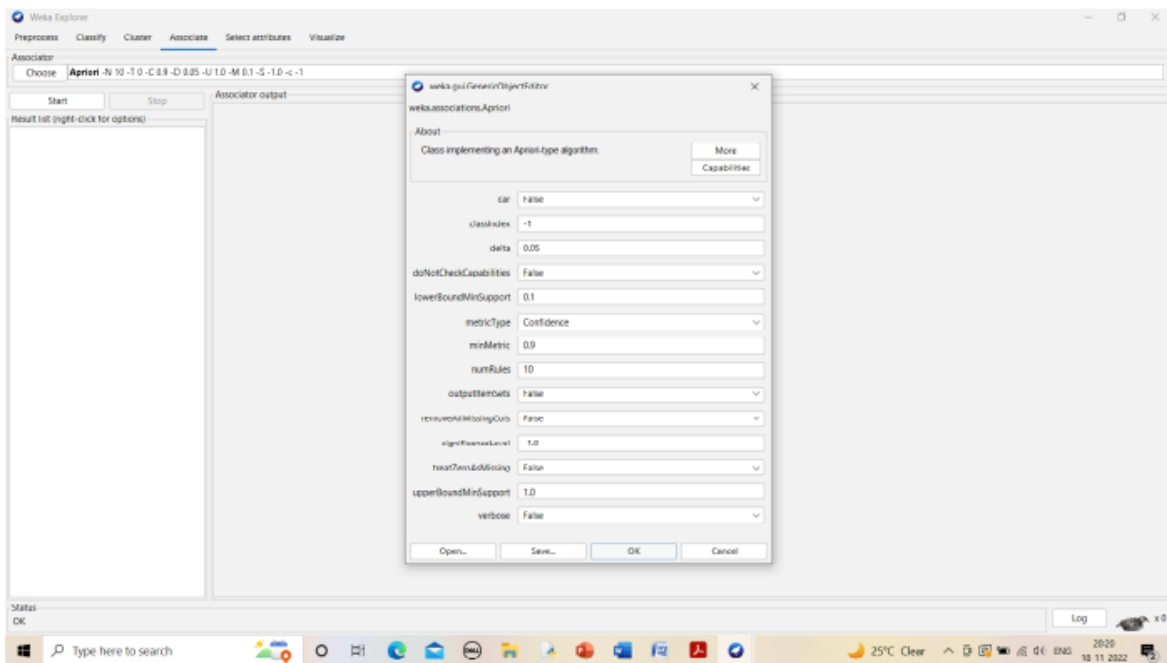 Weka Explorer
Preprocess Classify Cluster Associate Select attributes Visualize
Associator
Choose Apriori -N 10 -T 0 -C 0.9 -D 0.05 -U 1.0 -M 0.1 -S -1.0 -c -1
Start Stop
Associator output
Result list (right-click for options)
weka.gui.GenericObjectEditor
weka.associations.Apriori
About
Class implementing an Apriori-type algorithm.
More
Capabilities
car False
classIndex -1
delta 0.05
doNotCheckCapabilities False
lowerBoundMinSupport 0.1
metricType Confidence
minMetric 0.9
numRules 10
outputItemSets False
removeAllMissingCols False
significanceLevel -1.0
treatZeroAsMissing False
upperBoundMinSupport 1.0
verbose False
Open... Save... OK Cancel
Status
OK
Log x 0
Type here to search
25°C Clear ENG 20:20
18 11 2022